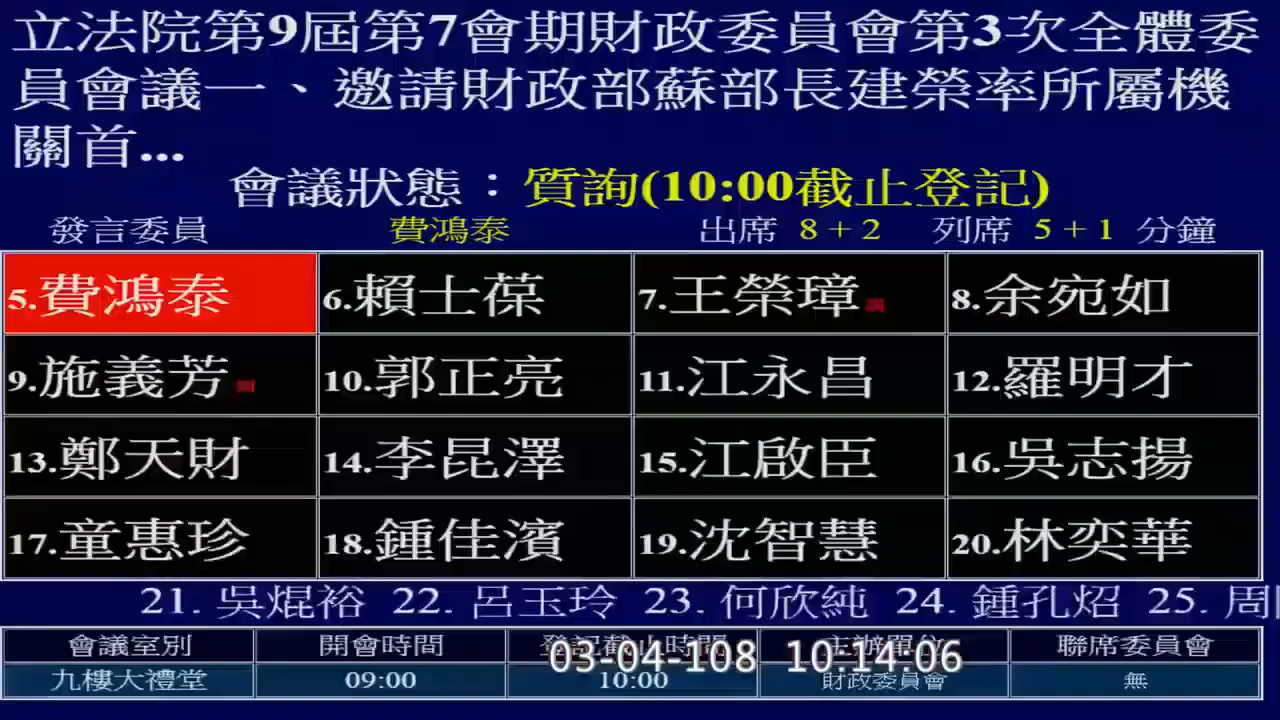 立法院第9屆第7會期財政委員會第3次全體委
員會議一、邀請財政部蘇部長建榮率所屬機
關首...
會議狀態：質詢(10:00截止登記)
發言委員 費鴻泰 出席 8 + 2 列席 5 + 1 分鐘
5.費鴻泰 6.賴士葆 7.王榮璋 8.余宛如
9.施義芳 10.郭正亮 11.江永昌 12.羅明才
13.鄭天財 14.李昆澤 15.江啟臣 16.吳志揚
17.童惠珍 18.鍾佳濱 19.沈智慧 20.林奕華
21. 吳焜裕 22. 呂玉玲 23. 何欣純 24. 鍾孔炤 25. 周
會議室別 開會時間 登記截止時間 主辦單位 聯席委員會
03-04-108 10:14:06
九樓大禮堂 09:00 10:00 財政委員會 無